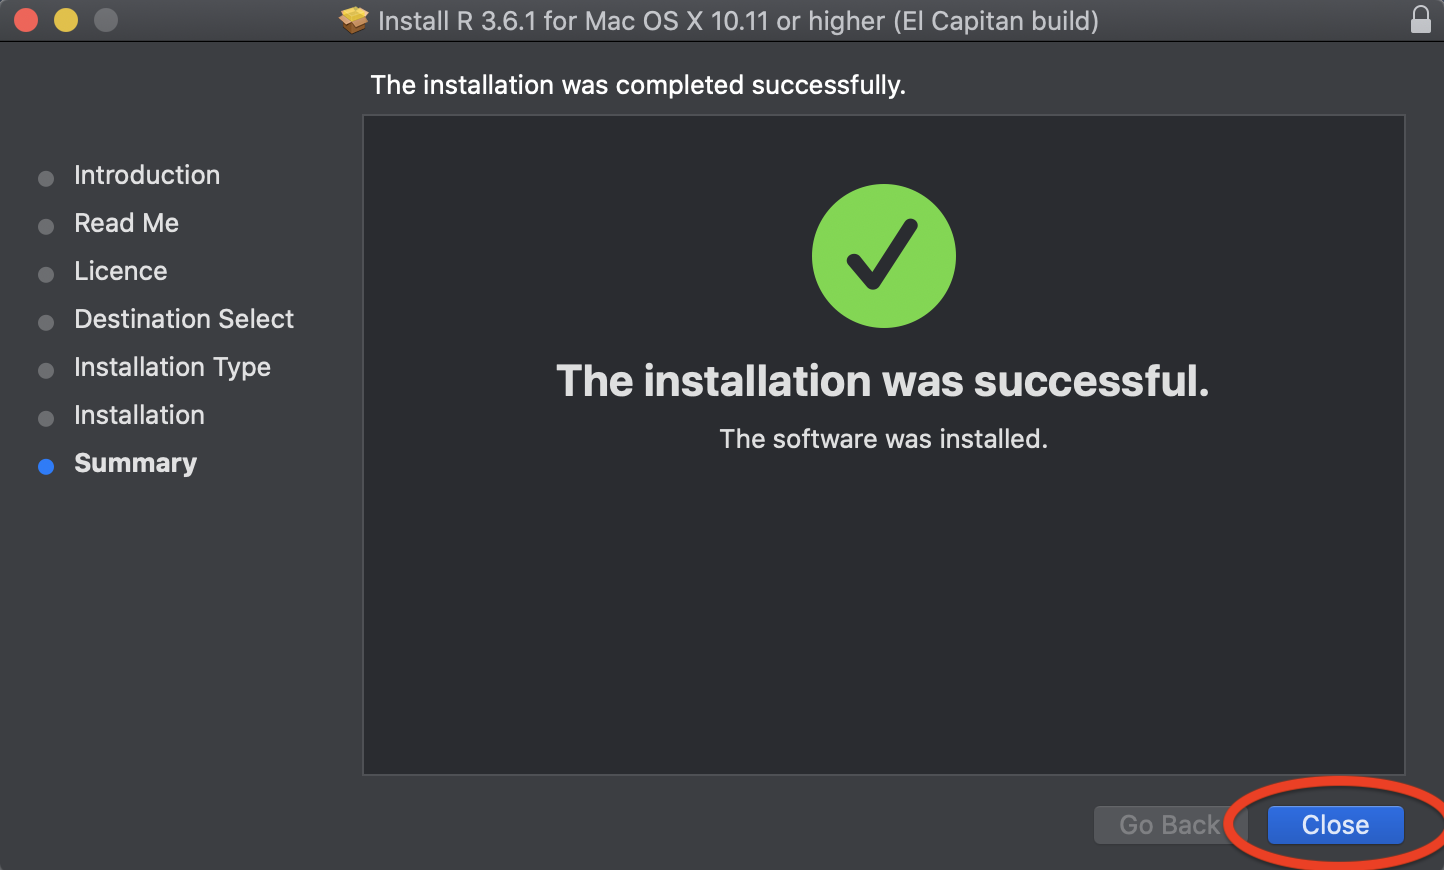 Install R 3.6.1 for Mac OS X 10.11 or higher (El Capitan build)
The installation was completed successfully.
Introduction
Read Me
Licence
Destination Select
Installation Type
Installation
Summary
The installation was successful.
The software was installed.
Go Back
Close